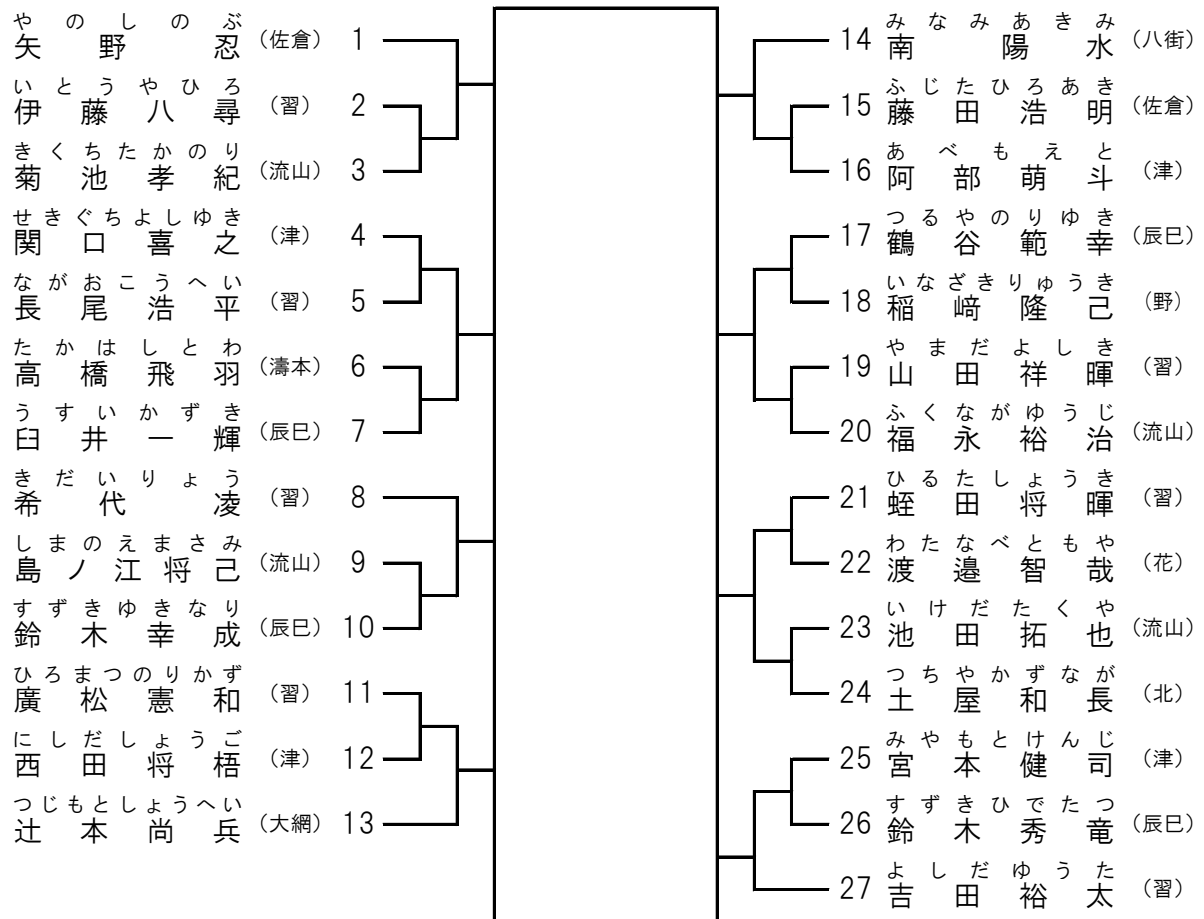 やのしのぶ
矢野忍 (佐倉) 1
いとうやひろ
伊藤八尋 (習) 2
きくちたかのり
菊池孝紀 (流山) 3
せきぐちよしゆき
関口喜之 (津) 4
ながおこうへい
長尾浩平 (習) 5
たかはしとわ
高橋飛羽 (濤本) 6
うすいかずき
臼井一輝 (辰巳) 7
きだいりょう
希代凌 (習) 8
しまのえまさみ
島ノ江将己 (流山) 9
すずきゆきなり
鈴木幸成 (辰巳) 10
ひろまつのりかず
廣松憲和 (習) 11
にしだしょうご
西田将梧 (津) 12
つじもとしょうへい
辻本尚兵 (大網) 13
みなみあきみ
14 南陽水 (八街)
ふじたひろあき
15 藤田浩明 (佐倉)
あべもえと
16 阿部萌斗 (津)
つるやのりゆき
17 鶴谷範幸 (辰巳)
いなざきりゅうき
18 稲﨑隆己 (野)
やまだよしき
19 山田祥暉 (習)
ふくながゆうじ
20 福永裕治 (流山)
ひるたしょうき
21 蛭田将暉 (習)
わたなべともや
22 渡邉智哉 (花)
いけだたくや
23 池田拓也 (流山)
つちやかずなが
24 土屋和長 (北)
みやもとけんじ
25 宮本健司 (津)
すずきひでたつ
26 鈴木秀竜 (辰巳)
よしだゆうた
27 吉田裕太 (習)